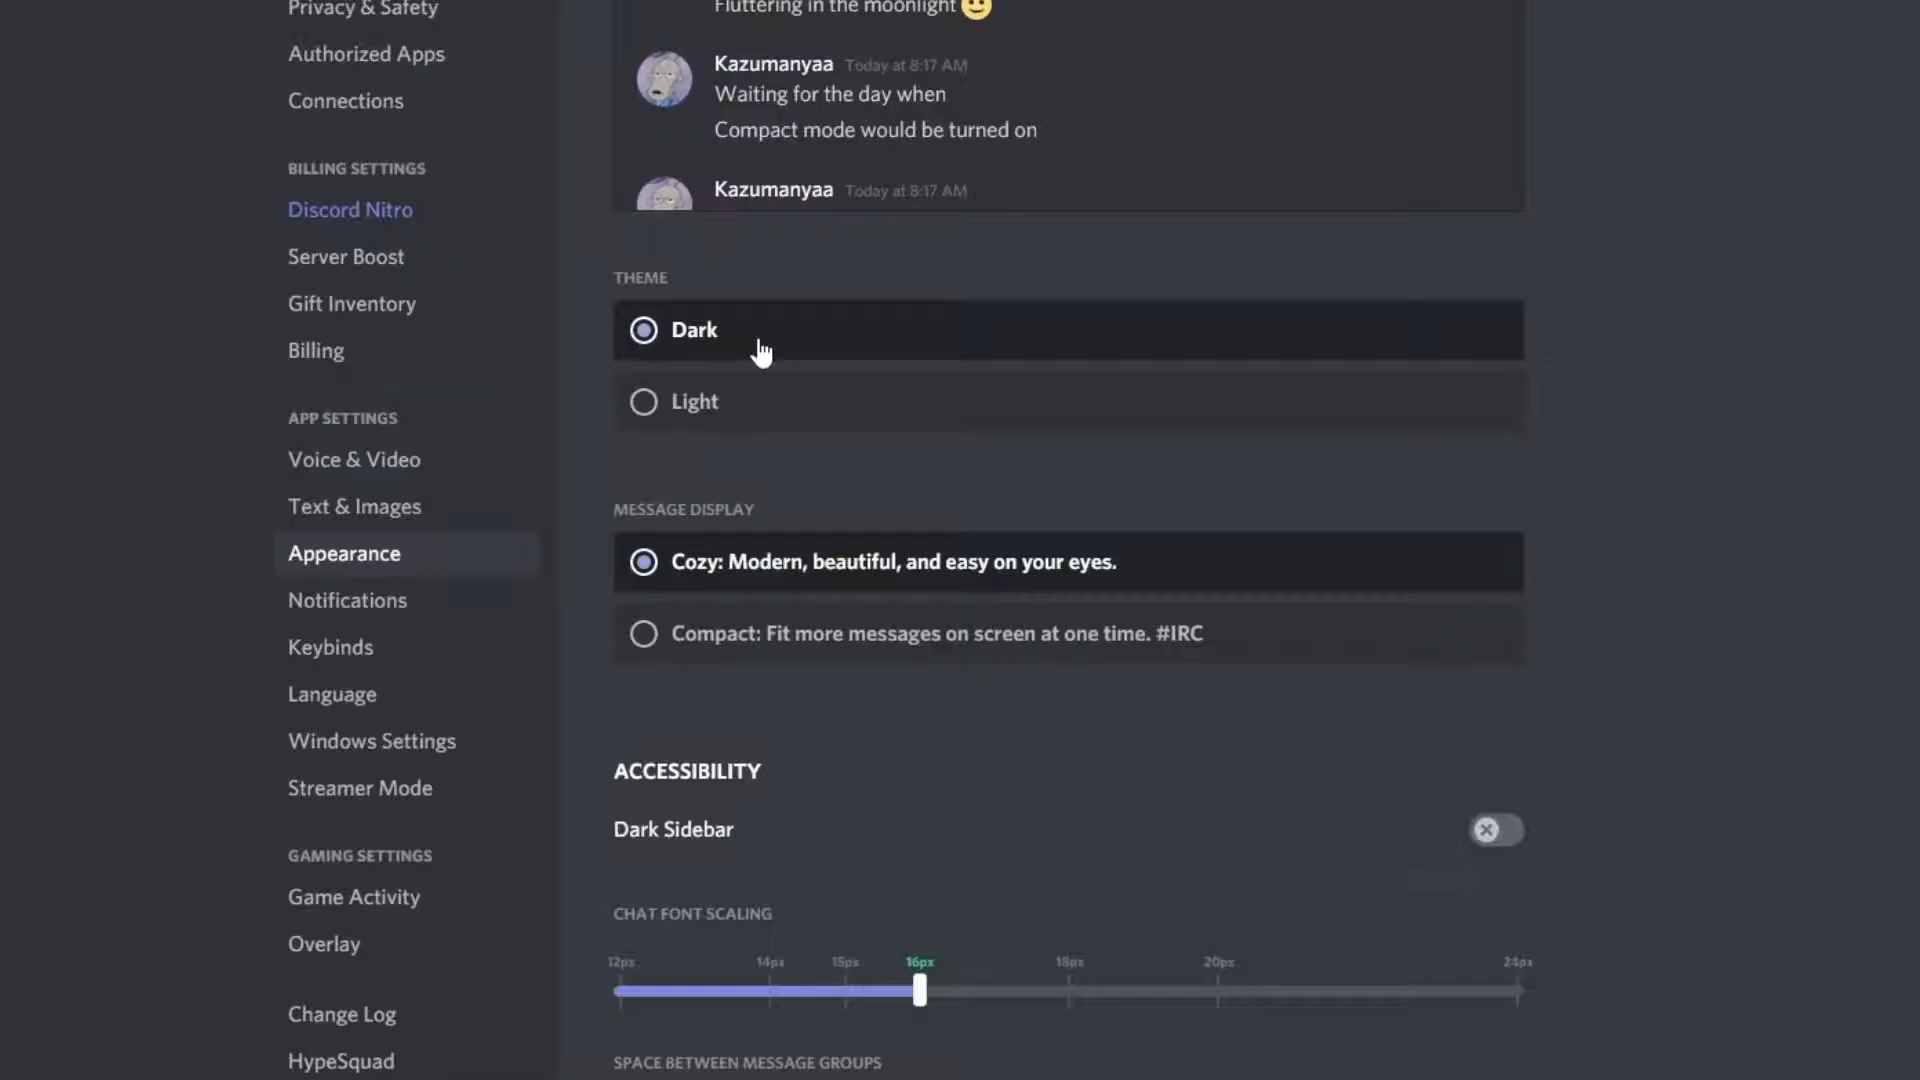 Privacy & Safety
Authorized Apps
Connections
BILLING SETTINGS
Discord Nitro
Server Boost
Gift Inventory
Billing
APP SETTINGS
Voice & Video
Text & Images
Appearance
Notifications
Keybinds
Language
Windows Settings
Streamer Mode
GAMING SETTINGS
Game Activity
Overlay
Change Log
HypeSquad
Fluttering in the moonlight
Kazumanyaa Today at 8:17 AM
Waiting for the day when
Compact mode would be turned on
Kazumanyaa Today at 8:17 AM
THEME
Dark
Light
MESSAGE DISPLAY
Cozy: Modern, beautiful, and easy on your eyes.
Compact: Fit more messages on screen at one time. #IRC
ACCESSIBILITY
Dark Sidebar
CHAT FONT SCALING
12px 14px 15px 16px 18px 20px 24px
SPACE BETWEEN MESSAGE GROUPS